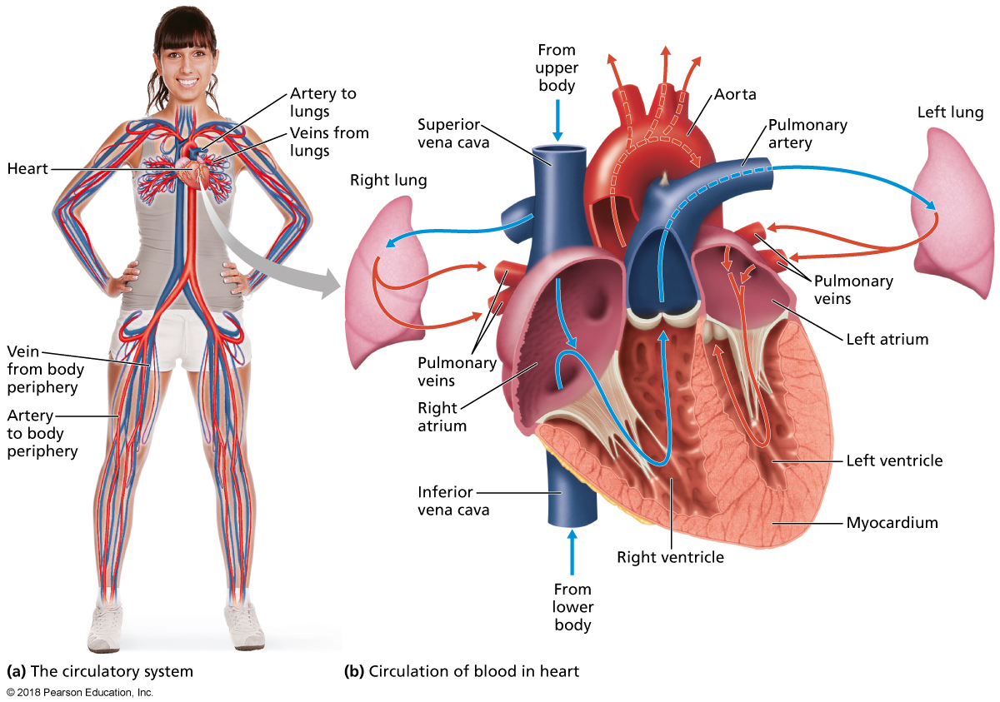 Artery to
lungs
Veins from
lungs
Heart
Vein
from body
periphery
Artery
to body
periphery
(a) The circulatory system
© 2018 Pearson Education, Inc.
From
upper
body
Superior
vena cava
Aorta
Pulmonary
artery
Left lung
Right lung
Pulmonary
veins
Pulmonary
veins
Left atrium
Right
atrium
Left ventricle
Inferior
vena cava
Myocardium
Right ventricle
From
lower
body
(b) Circulation of blood in heart